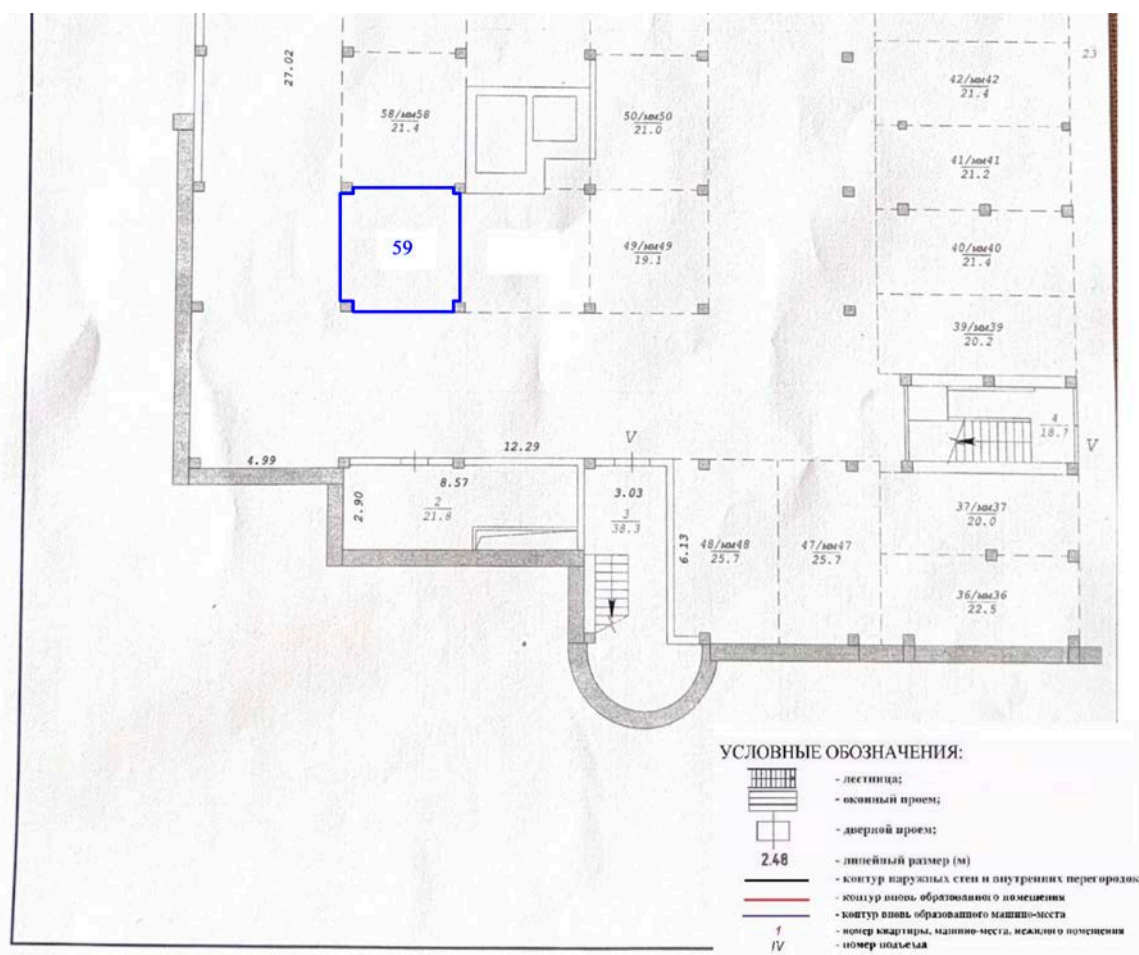 23
27.02
42/мм42
21.4
58/мм58
21.4
50/мм50
21.0
41/мм41
21.2
59
49/мм49
19.1
40/мм40
21.4
39/мм39
20.2
4
18.7
V
V
4.99
12.29
8.57
2.90
2
21.8
3.03
3
38.3
6.13
48/мм48
25.7
47/мм47
25.7
37/мм37
20.0
36/мм36
22.5
УСЛОВНЫЕ ОБОЗНАЧЕНИЯ:
- лестница;
- оконный проем;
- дверной проем;
2.48 - линейный размер (м)
- контур наружных стен и внутренних перегородок
- контур вновь образованного помещения
- контур вновь образованного машино-места
1 - номер квартиры, машино-места, нежилого помещения
IV - номер подъезда